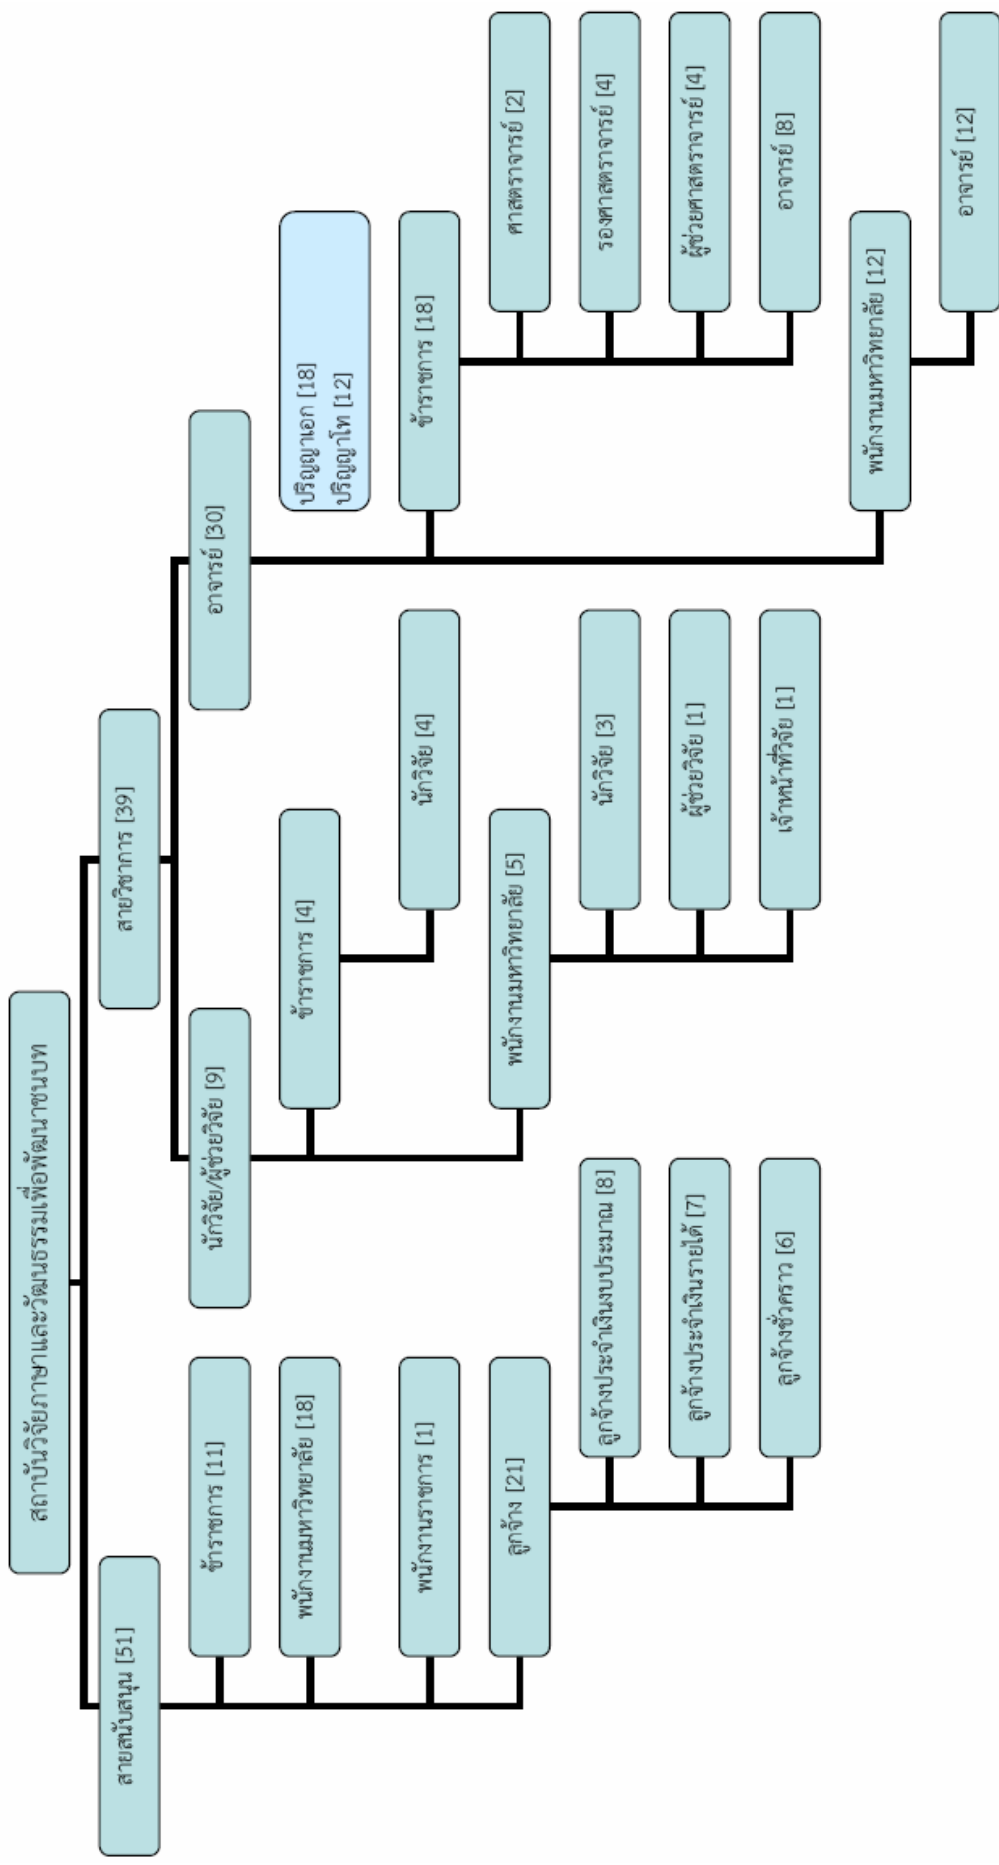 สถาบันวิจัยภาษาและวัฒนธรรมเพื่อพัฒนาชนบท
สายสนับสนุน [51]
ข้าราชการ [11]
พนักงานมหาวิทยาลัย [18]
พนักงานราชการ [1]
ลูกจ้าง [21]
ลูกจ้างประจำเงินงบประมาณ [8]
ลูกจ้างประจำเงินรายได้ [7]
ลูกจ้างชั่วคราว [6]
สายวิชาการ [39]
นักวิจัย/ผู้ช่วยวิจัย [9]
ข้าราชการ [4]
นักวิจัย [4]
พนักงานมหาวิทยาลัย [5]
นักวิจัย [3]
ผู้ช่วยวิจัย [1]
เจ้าหน้าที่วิจัย [1]
อาจารย์ [30]
ปริญญาเอก [18]
ปริญญาโท [12]
ข้าราชการ [18]
ศาสตราจารย์ [2]
รองศาสตราจารย์ [4]
ผู้ช่วยศาสตราจารย์ [4]
อาจารย์ [8]
พนักงานมหาวิทยาลัย [12]
อาจารย์ [12]